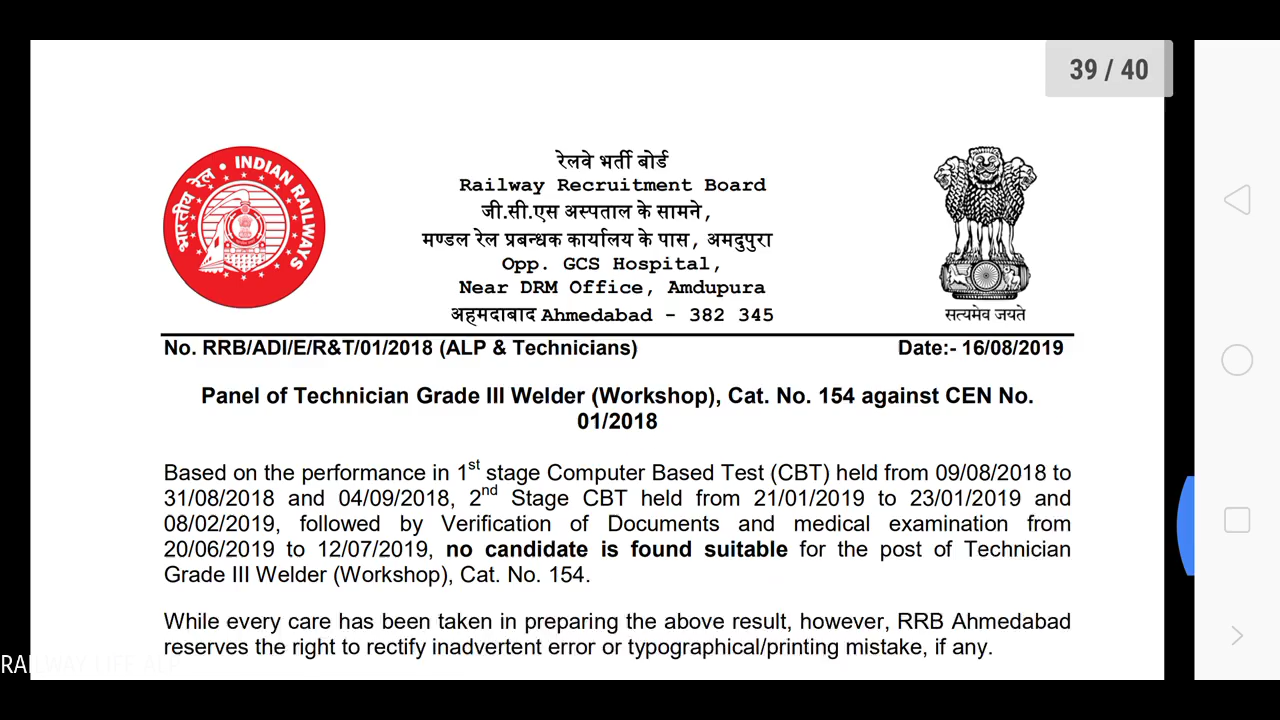 39 / 40
भारतीय रेल • INDIAN RAILWAYS
रेलवे भर्ती बोर्ड
Railway Recruitment Board
जी.सी.एस अस्पताल के सामने,
मण्डल रेल प्रबन्धक कार्यालय के पास, अमदुपुरा
Opp. GCS Hospital,
Near DRM Office, Amdupura
अहमदाबाद Ahmedabad - 382 345
सत्यमेव जयते
No. RRB/ADI/E/R&T/01/2018 (ALP & Technicians) Date:- 16/08/2019
Panel of Technician Grade III Welder (Workshop), Cat. No. 154 against CEN No.
01/2018
Based on the performance in 1st stage Computer Based Test (CBT) held from 09/08/2018 to
31/08/2018 and 04/09/2018, 2nd Stage CBT held from 21/01/2019 to 23/01/2019 and
08/02/2019, followed by Verification of Documents and medical examination from
20/06/2019 to 12/07/2019, no candidate is found suitable for the post of Technician
Grade III Welder (Workshop), Cat. No. 154.
While every care has been taken in preparing the above result, however, RRB Ahmedabad
reserves the right to rectify inadvertent error or typographical/printing mistake, if any.
RAILWAY LIFE ALP